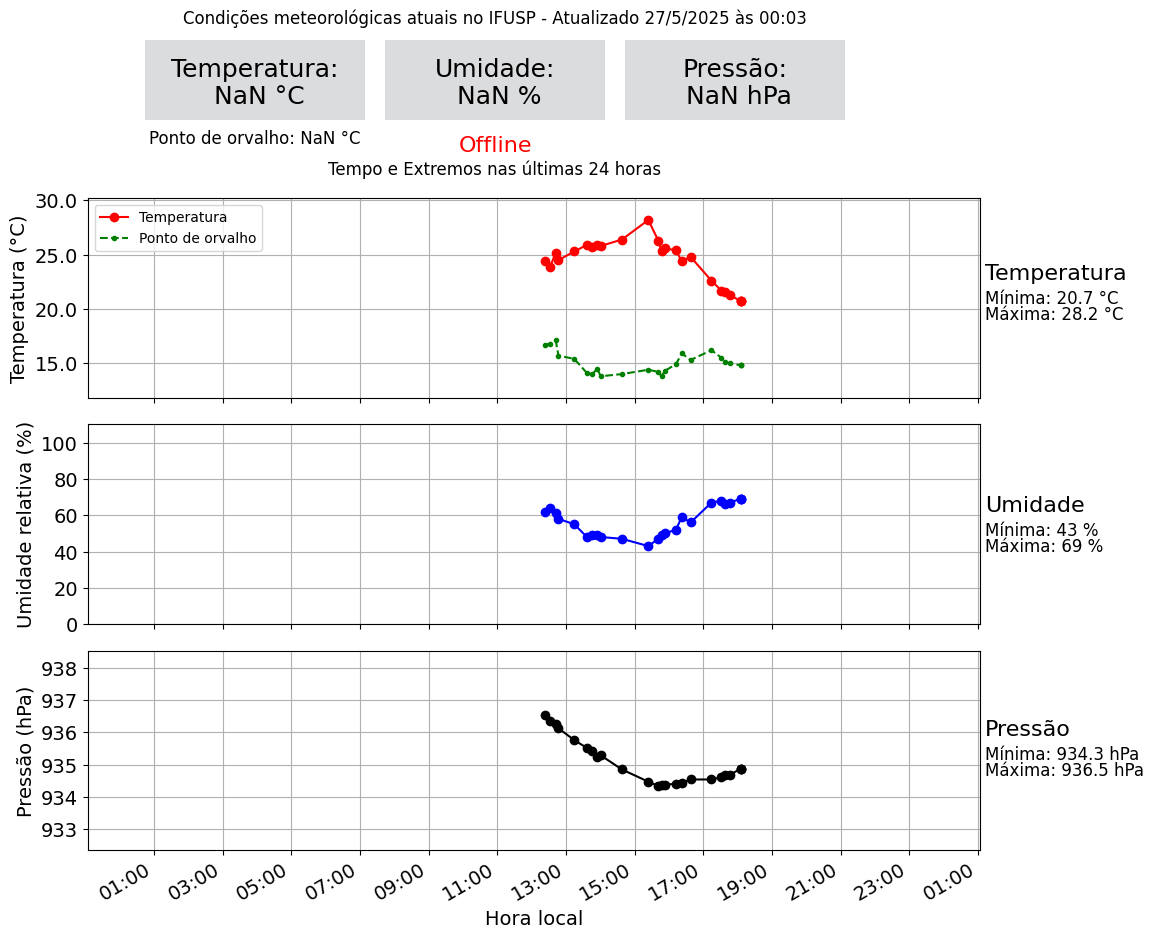 Condições meteorológicas atuais no IFUSP - Atualizado 27/5/2025 às 00:03
Temperatura:
NaN °C
Umidade:
NaN %
Pressão:
NaN hPa
Ponto de orvalho: NaN °C
Offline
Tempo e Extremos nas últimas 24 horas
Temperatura (°C)
30.0
25.0
20.0
15.0
Temperatura
Ponto de orvalho
Temperatura
Mínima: 20.7 °C
Máxima: 28.2 °C
Umidade relativa (%)
100
80
60
40
20
0
Umidade
Mínima: 43 %
Máxima: 69 %
Pressão (hPa)
938
937
936
935
934
933
Pressão
Mínima: 934.3 hPa
Máxima: 936.5 hPa
01:00 03:00 05:00 07:00 09:00 11:00 13:00 15:00 17:00 19:00 21:00 23:00 01:00
Hora local